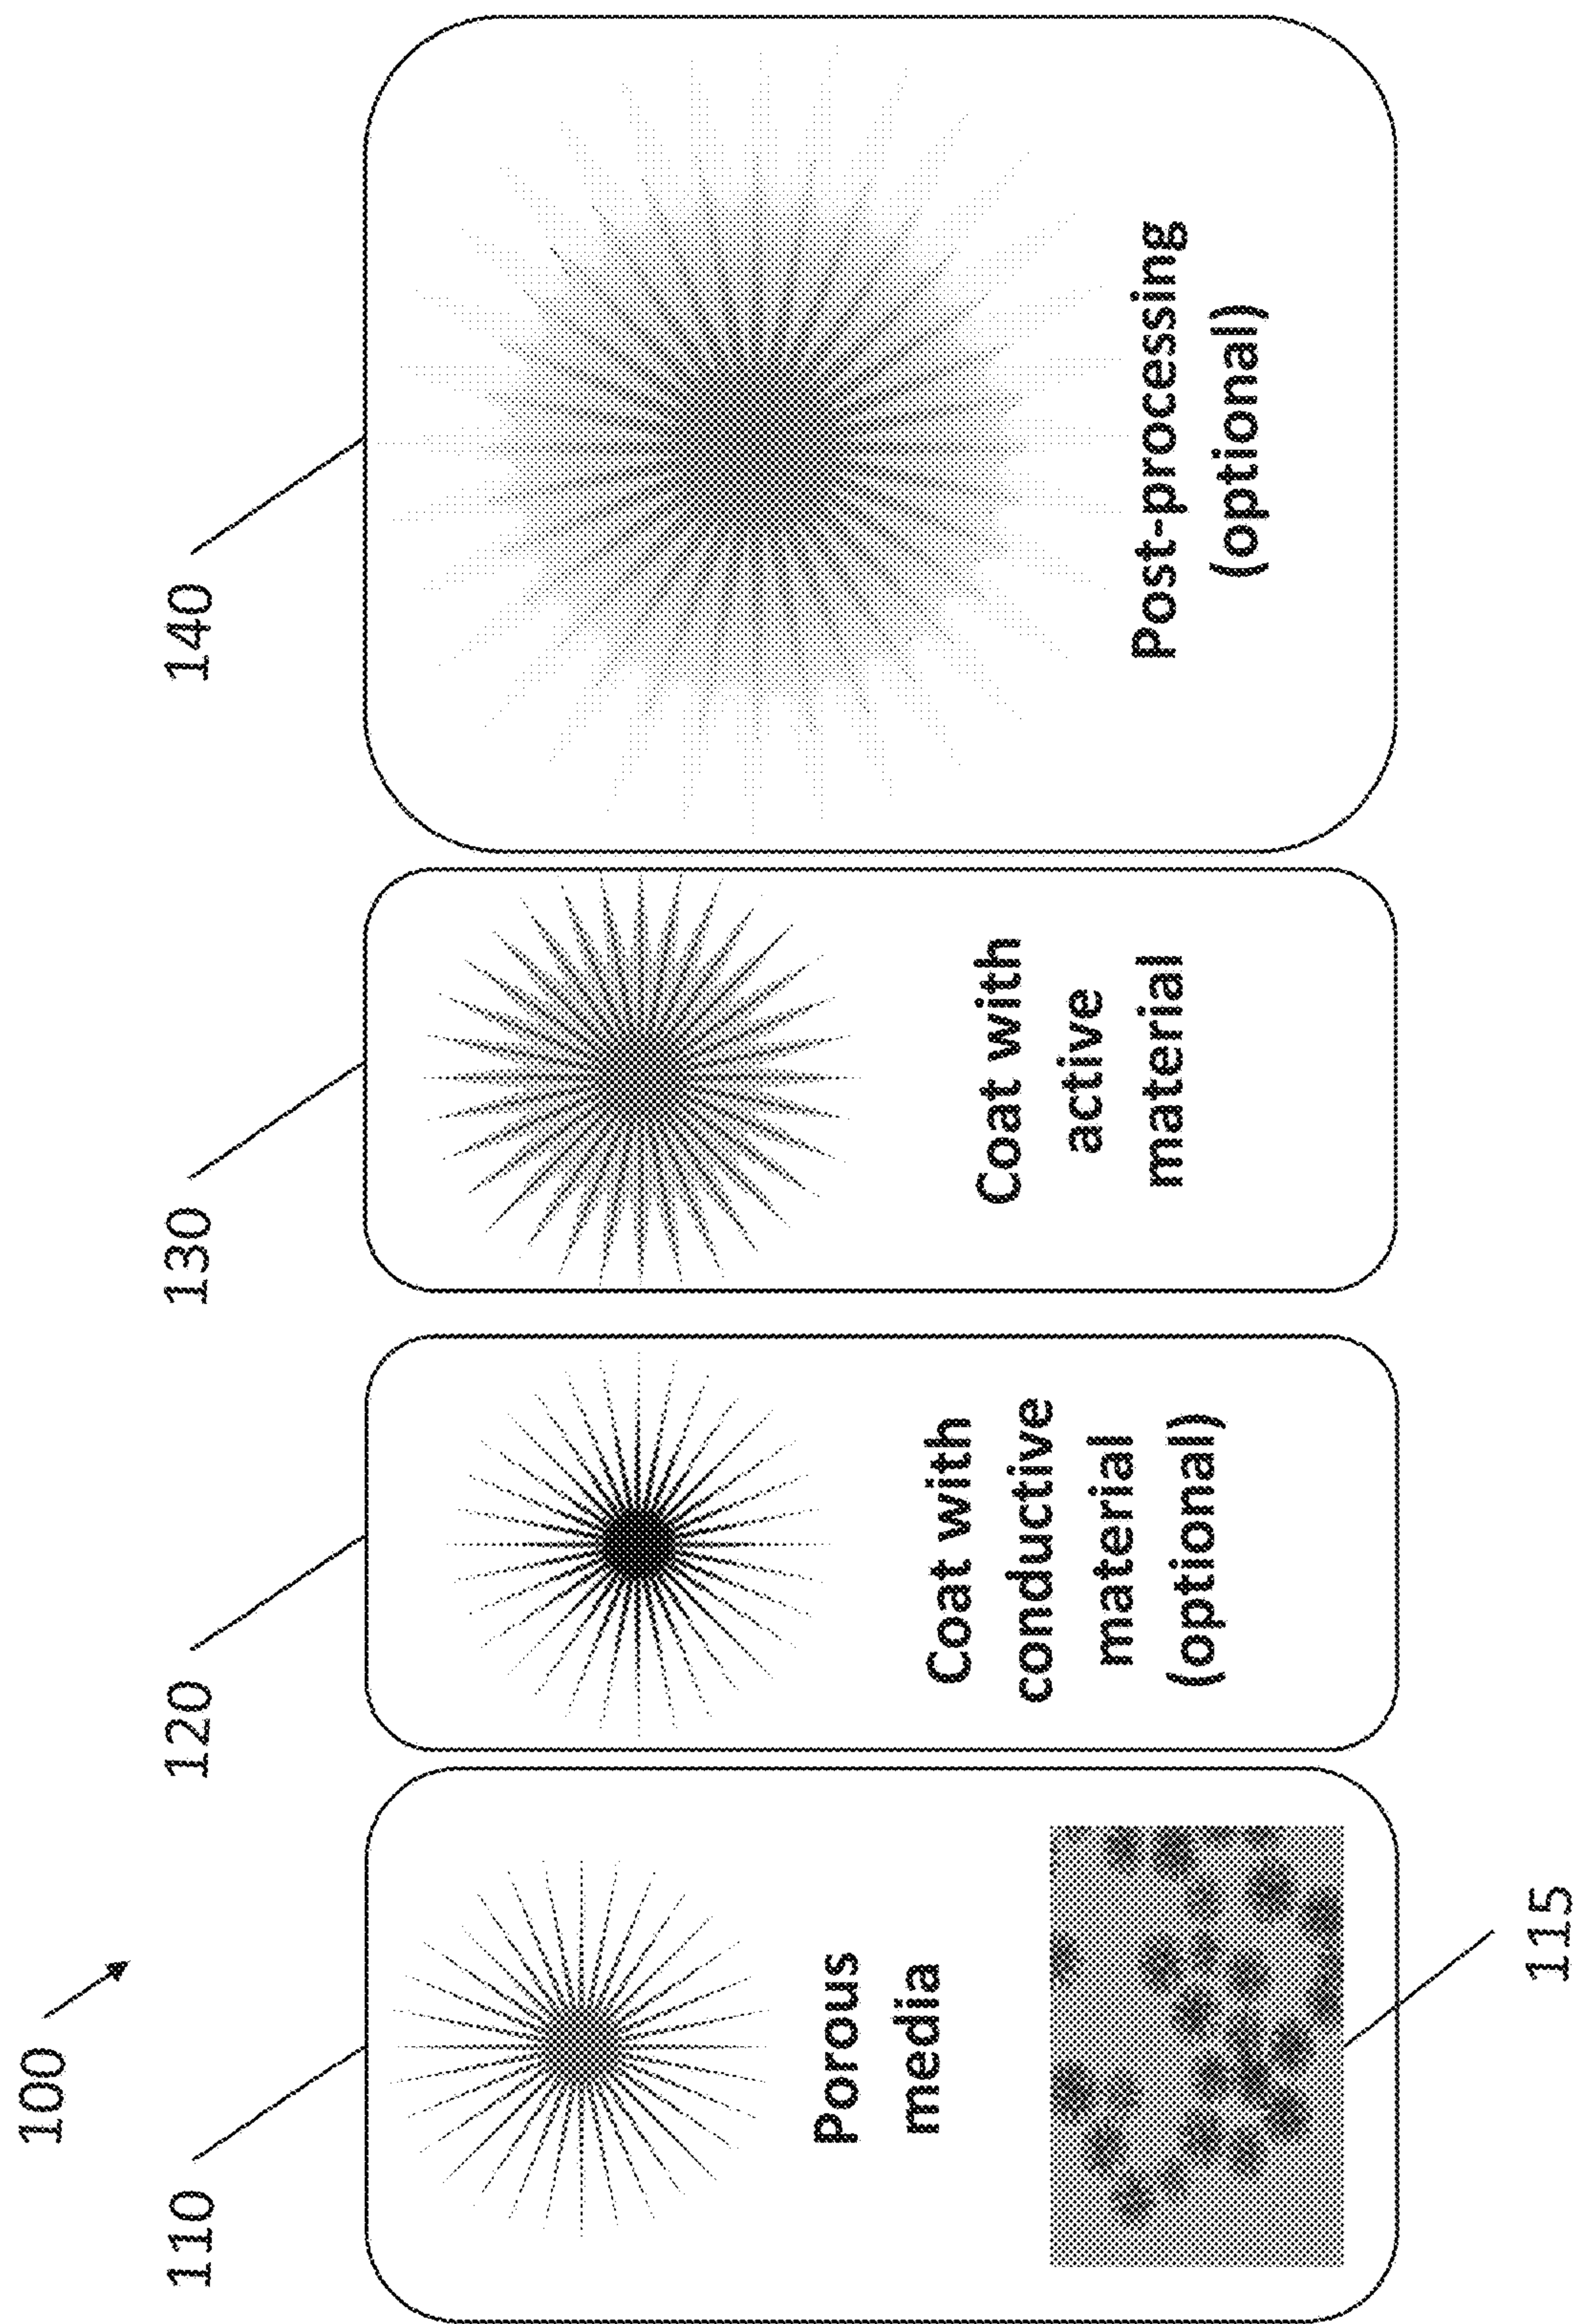 100
110
120
130
140
Porous
media
115
Coat with
conductive
material
(optional)
Coat with
active
material
Post-processing
(optional)